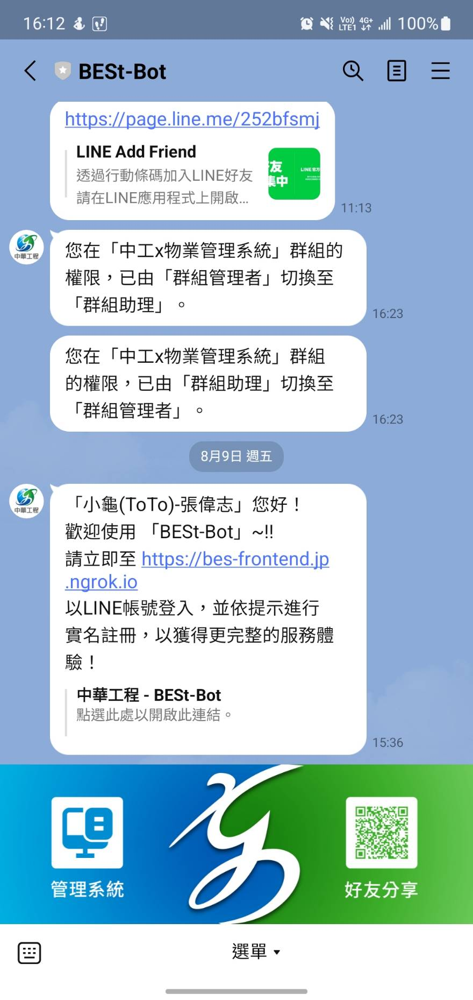 16:12
Vo)) 4G+
LTE1
100%
BESt-Bot
https://page.line.me/252bfsmj
LINE Add Friend
透過行動條碼加入LINE好友
請在LINE應用程式上開啟...
友
集中
LINE 官方
11:13
中華工程
您在「中工x物業管理系統」群組的
權限，已由「群組管理者」切換至
「群組助理」。
16:23
您在「中工x物業管理系統」群組
的權限，已由「群組助理」切換至
「群組管理者」。
16:23
8月9日 週五
中華工程
「小龜(ToTo)-張偉志」您好！
歡迎使用 「BESt-Bot」~!!
請立即至 https://bes-frontend.jp
.ngrok.io
以LINE帳號登入，並依提示進行
實名註冊，以獲得更完整的服務體
驗！
中華工程 - BESt-Bot
點選此處以開啟此連結。
15:36
管理系統
好友分享
選單